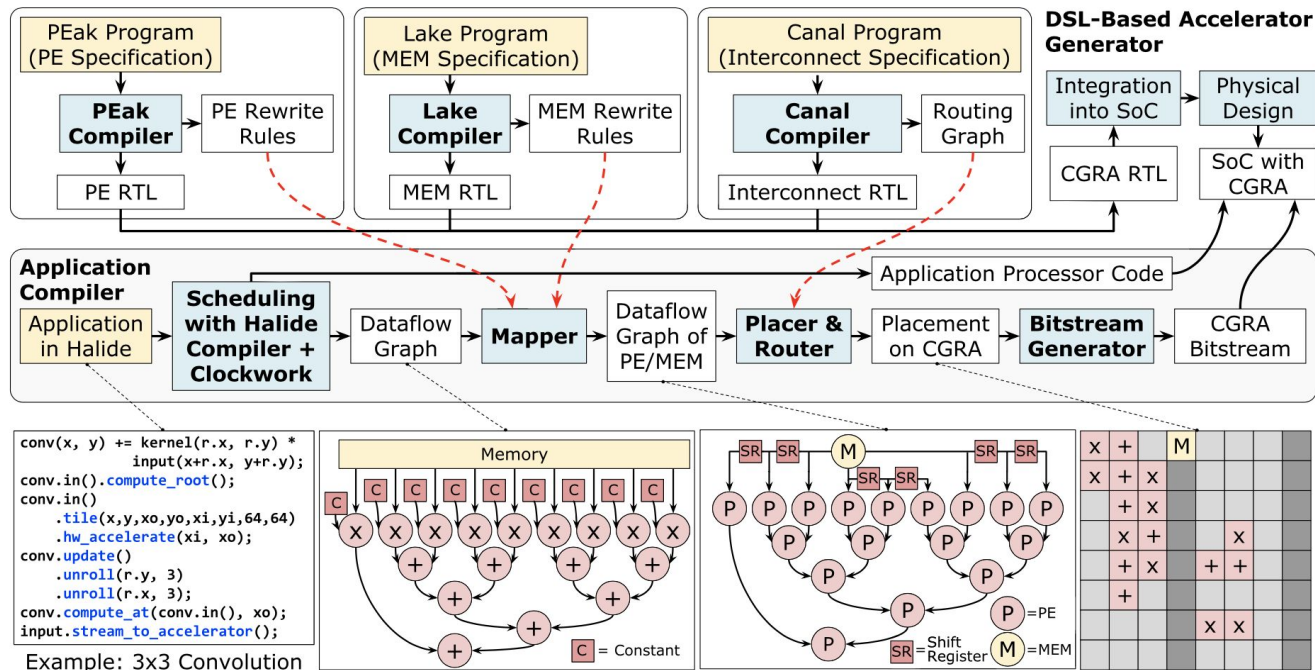 PEak Program
(PE Specification)
PEak
Compiler
PE Rewrite
Rules
PE RTL
Lake Program
(MEM Specification)
Lake
Compiler
MEM Rewrite
Rules
MEM RTL
Canal Program
(Interconnect Specification)
Canal
Compiler
Routing
Graph
Interconnect RTL
DSL-Based Accelerator
Generator
Integration
into SoC
Physical
Design
CGRA RTL
SoC with
CGRA
Application
Compiler
Application
in Halide
Scheduling
with Halide
Compiler +
Clockwork
Dataflow
Graph
Mapper
Dataflow
Graph of
PE/MEM
Placer &
Router
Application Processor Code
Placement
on CGRA
Bitstream
Generator
CGRA
Bitstream
conv(x, y) += kernel(r.x, r.y) *
input(x+r.x, y+r.y);
conv.in().compute_root();
conv.in()
.tile(x,y,xo,yo,xi,yi,64,64)
.hw_accelerate(xi, xo);
conv.update()
.unroll(r.y, 3)
.unroll(r.x, 3);
conv.compute_at(conv.in(), xo);
input.stream_to_accelerator();
Example: 3x3 Convolution
Memory
C C C C C C C C C
x x x x x x x x x
+ + + +
+ +
+
+
C = Constant
SR SR M SR SR
SR SR
P P P P P P P P P
P P P P
P P
P
P
P =PE
SR = Shift
Register
M =MEM
x + M
x + x
+ x
x + x
+ x + +
+
x x